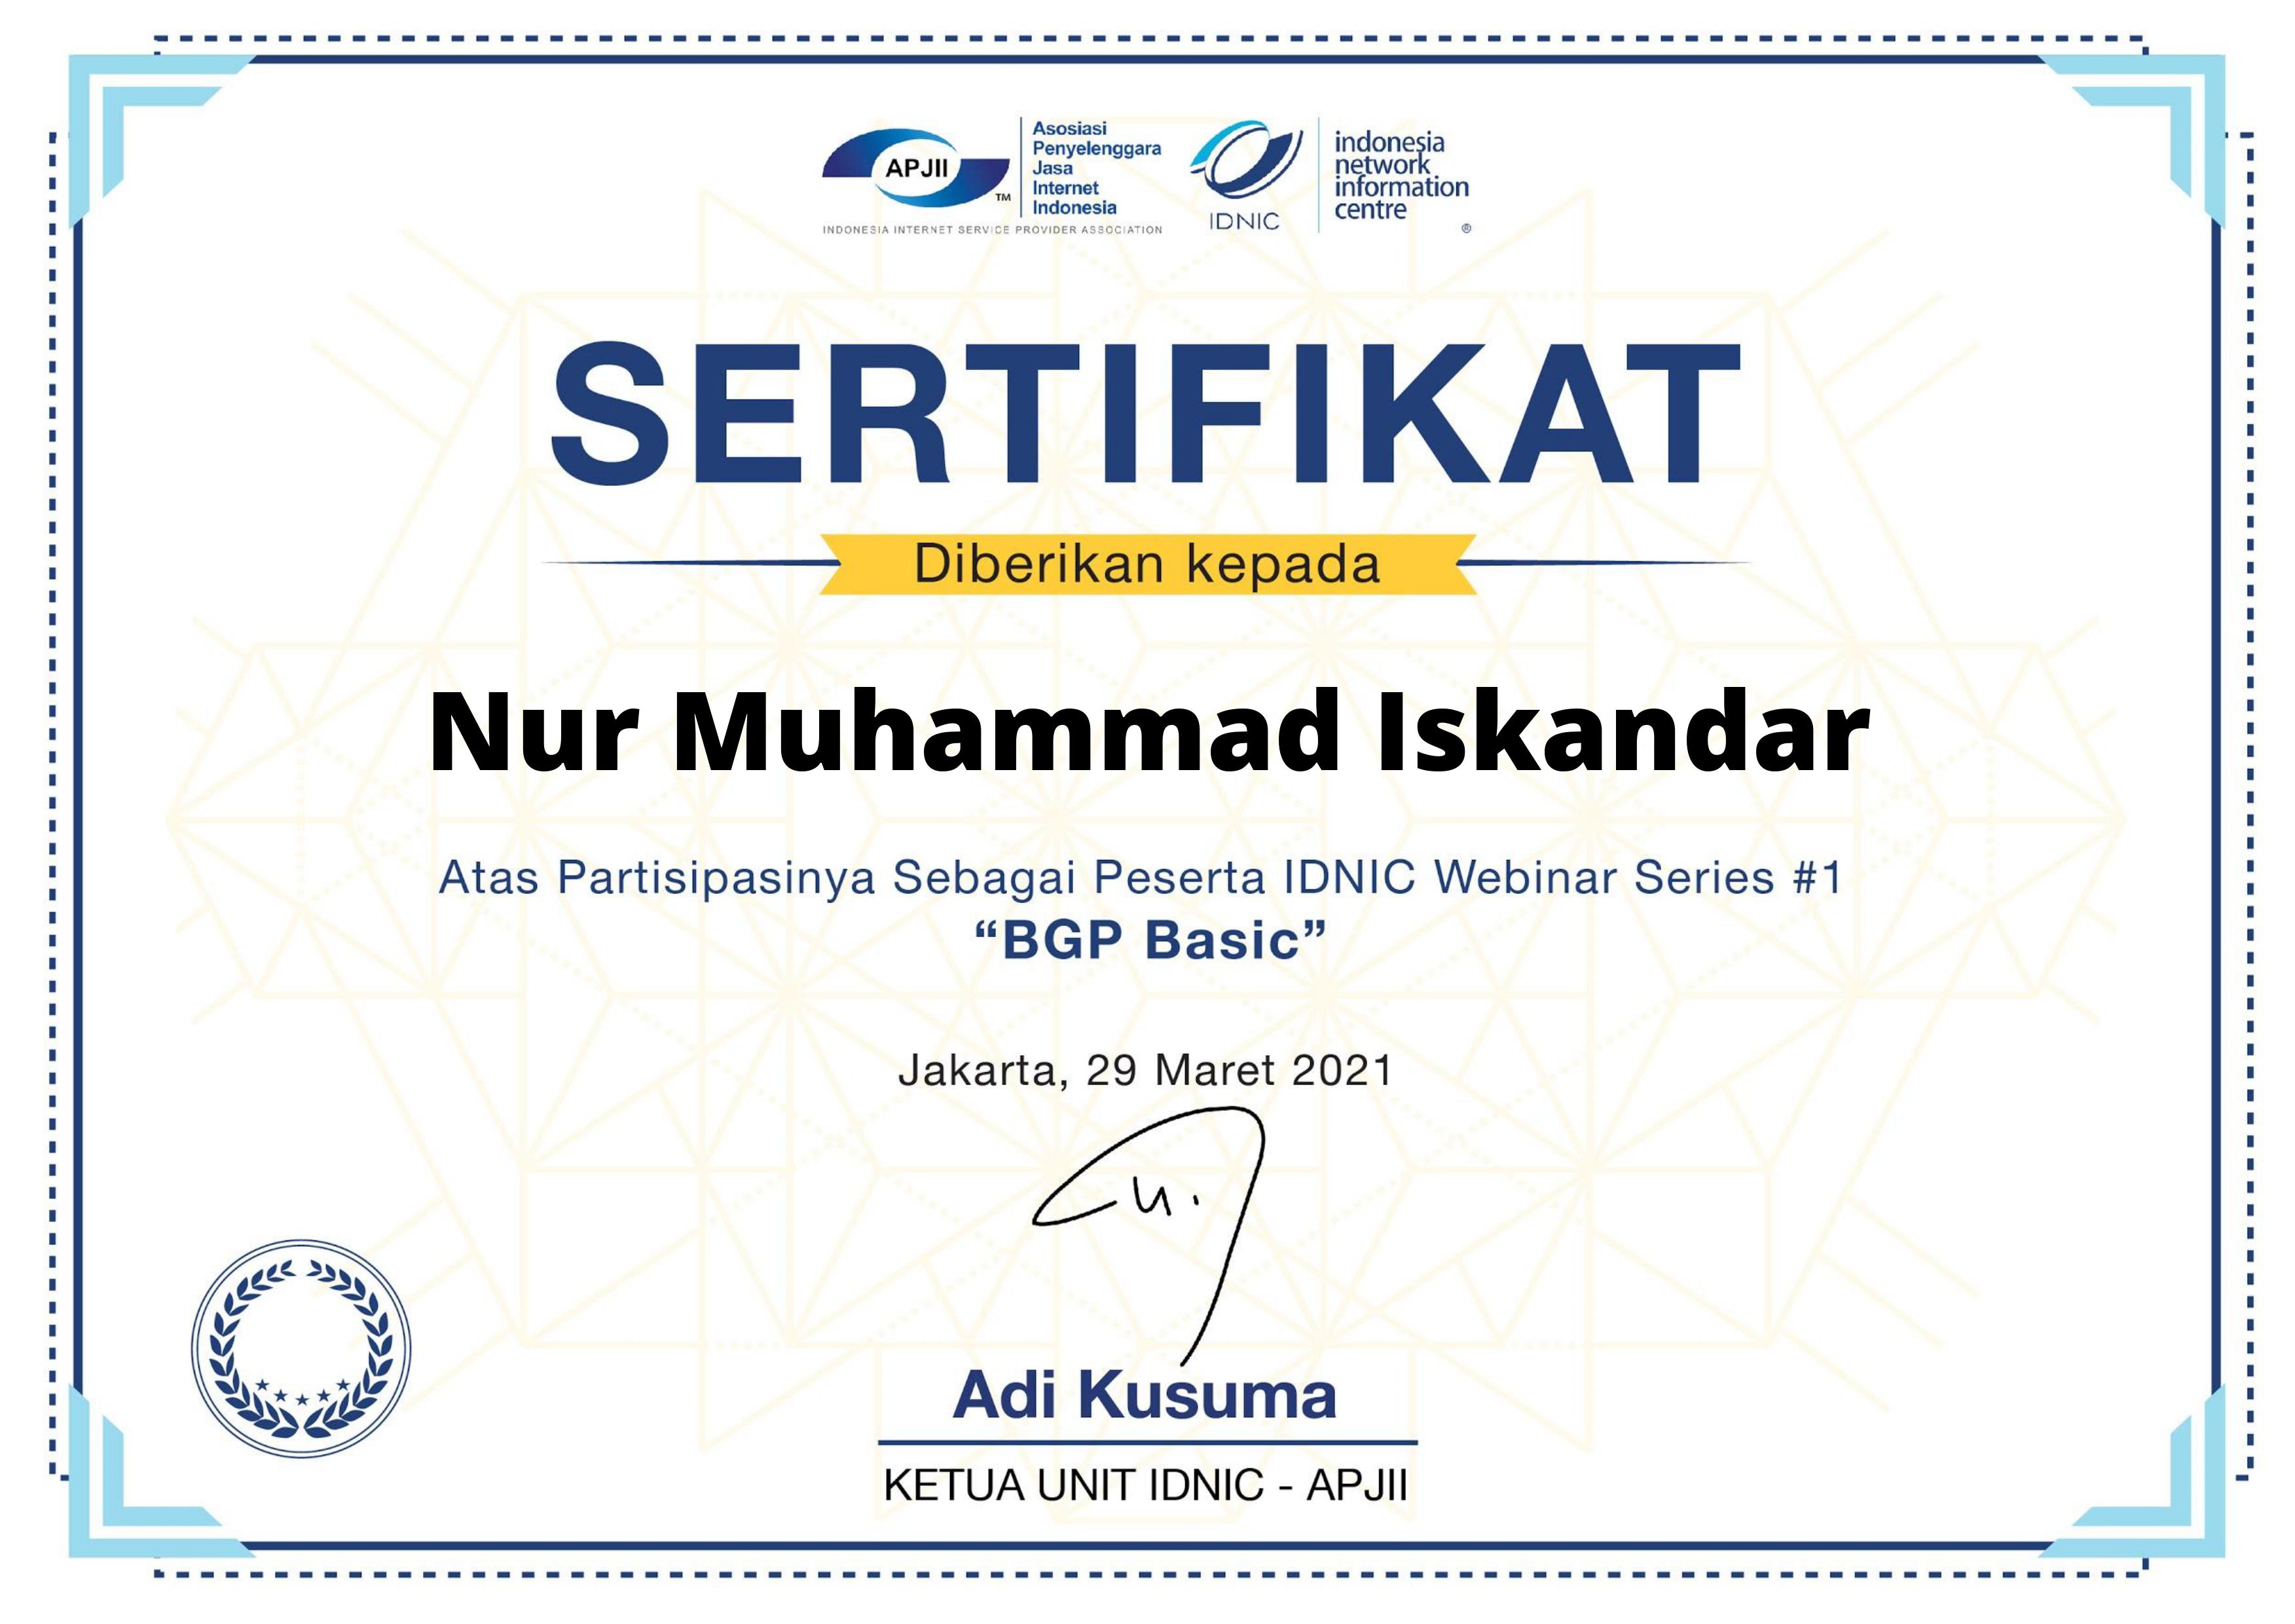 APJII
TM
Asosiasi
Penyelenggara
Jasa
Internet
Indonesia
INDONESIA INTERNET SERVICE PROVIDER ASSOCIATION
IDNIC
indonesia
network
information
centre
®
SERTIFIKAT
Diberikan kepada
Nur Muhammad Iskandar
Atas Partisipasinya Sebagai Peserta IDNIC Webinar Series #1
“BGP Basic”
Jakarta, 29 Maret 2021
Adi Kusuma
KETUA UNIT IDNIC - APJII